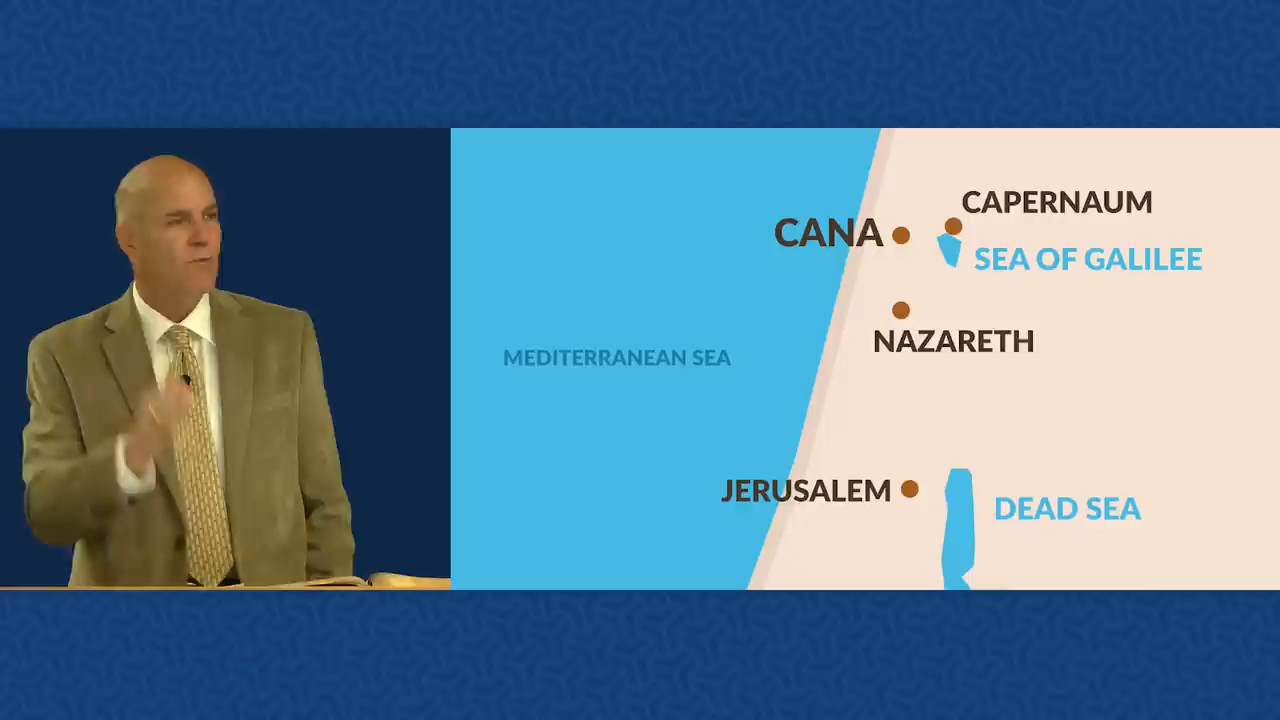 CAPERNAUM
CANA
SEA OF GALILEE
NAZARETH
MEDITERRANEAN SEA
JERUSALEM
DEAD SEA